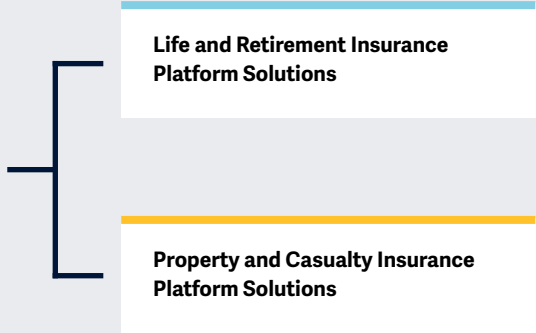 Life and Retirement Insurance
Platform Solutions
Property and Casualty Insurance
Platform Solutions